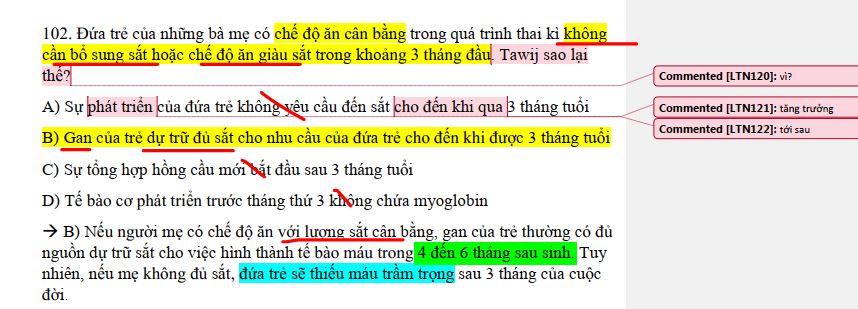 102. Đứa trẻ của những bà mẹ có chế độ ăn cân bằng trong quá trình thai kì không
cần bổ sung sắt hoặc chế độ ăn giàu sắt trong khoảng 3 tháng đầu. Tawij sao lại
thế?
Commented [LTN120]: vì?
A) Sự phát triển của đứa trẻ không yêu cầu đến sắt cho đến khi qua 3 tháng tuổi
Commented [LTN121]: tăng trưởng
Commented [LTN122]: tới sau
B) Gan của trẻ dự trữ đủ sắt cho nhu cầu của đứa trẻ cho đến khi được 3 tháng tuổi
C) Sự tổng hợp hồng cầu mới bắt đầu sau 3 tháng tuổi
D) Tế bào cơ phát triển trước tháng thứ 3 không chứa myoglobin
→ B) Nếu người mẹ có chế độ ăn với lượng sắt cân bằng, gan của trẻ thường có đủ
nguồn dự trữ sắt cho việc hình thành tế bào máu trong 4 đến 6 tháng sau sinh. Tuy
nhiên, nếu mẹ không đủ sắt, đứa trẻ sẽ thiếu máu trầm trọng sau 3 tháng của cuộc
đời.